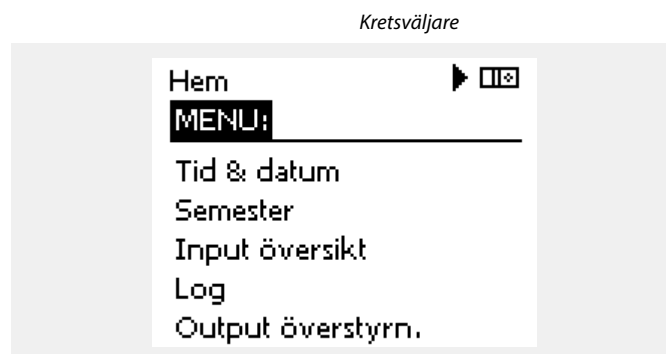 Kretsväljare
Hem
MENU:
Tid & datum
Semester
Input översikt
Log
Output överstyrn.